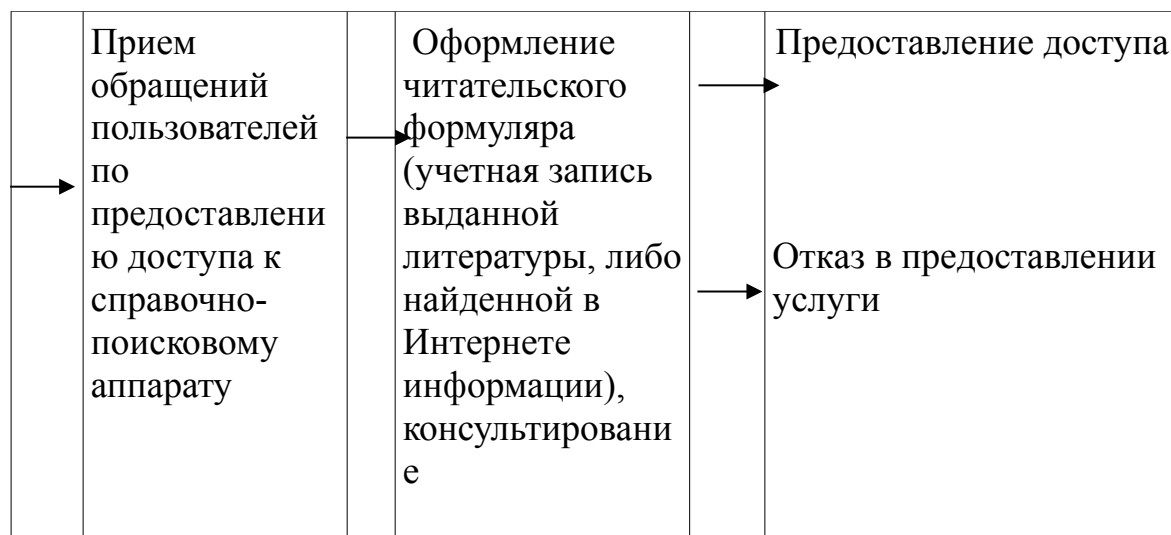 Прием
обращений
пользователей
по
предоставлени
ю доступа к
справочно-
поисковому
аппарату
Оформление
читательского
формуляра
(учетная запись
выданной
литературы, либо
найденной в
Интернете
информации),
консультировани
е
Предоставление доступа
Отказ в предоставлении
услуги